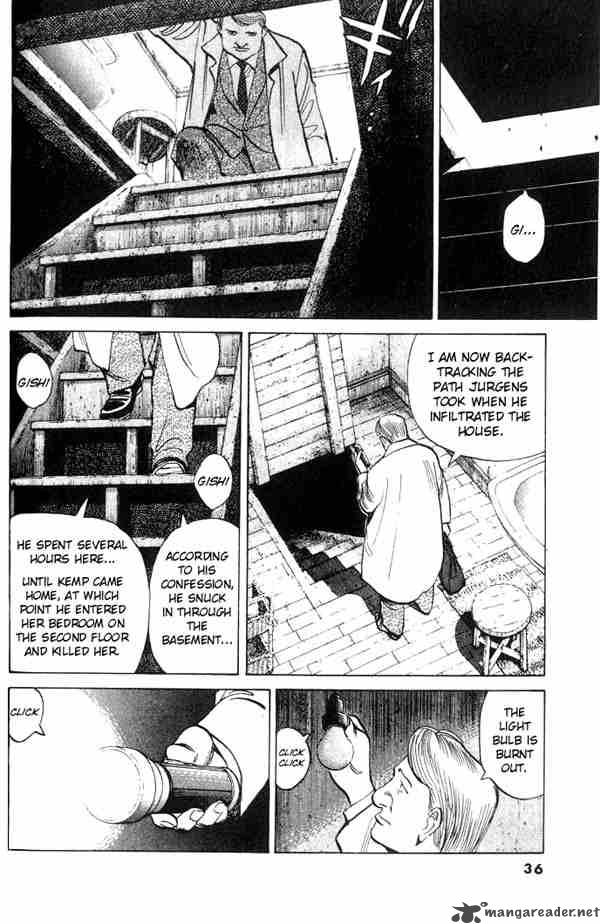 GI...
I AM NOW BACK-
TRACKING THE
PATH JURGENS
TOOK WHEN HE
INFILTRATED THE
HOUSE.
GISHI
GISHI
ACCORDING
TO HIS
CONFESSION,
HE SNUCK
IN THROUGH
THE
BASEMENT...
HE SPENT SEVERAL
HOURS HERE...
UNTIL KEMP CAME
HOME, AT WHICH
POINT HE ENTERED
HER BEDROOM ON
THE SECOND FLOOR
AND KILLED HER.
THE
LIGHT
BULB IS
BURNT
OUT.
CLICK
CLICK
CLICK
36
mangareader.net